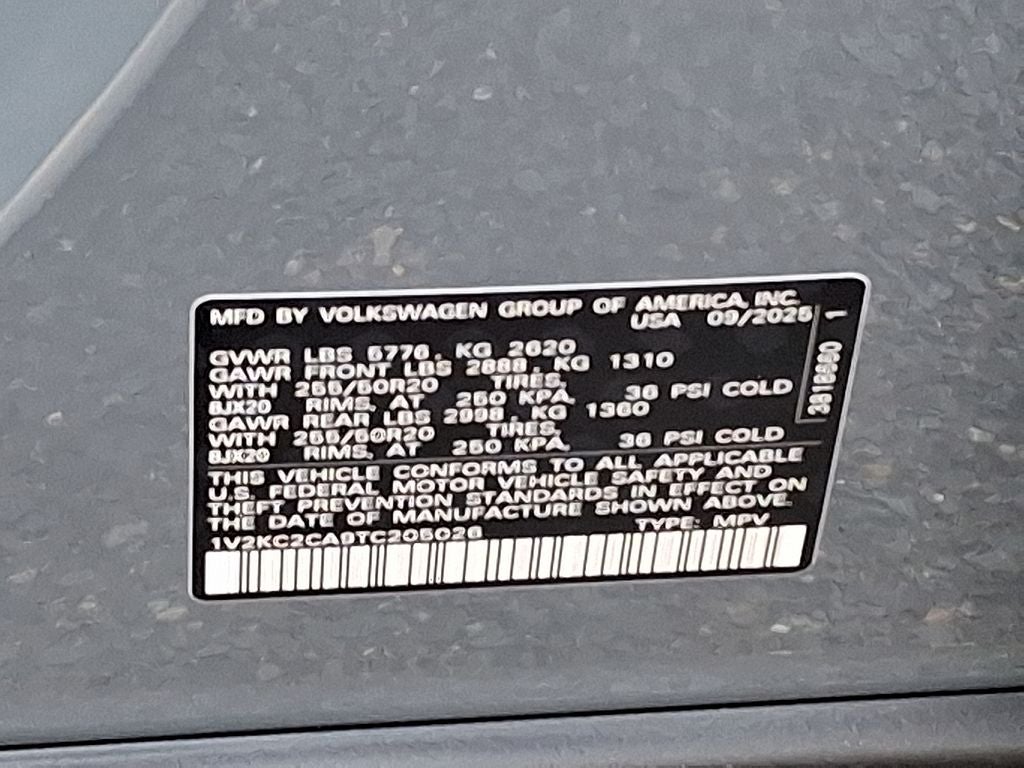 MFD BY VOLKSWAGEN GROUP OF AMERICA, INC.
USA 09/2025
1
GVWR LBS 5776, KG 2620
GAWR FRONT LBS 2888, KG 1310
WITH 255/50R20 TIRES,
8JX20 RIMS, AT 250 KPA, 36 PSI COLD
GAWR REAR LBS 2998, KG 1360
WITH 255/50R20 TIRES,
8JX20 RIMS, AT 250 KPA, 36 PSI COLD
THIS VEHICLE CONFORMS TO ALL APPLICABLE
U.S. FEDERAL MOTOR VEHICLE SAFETY AND
THEFT PREVENTION STANDARDS IN EFFECT ON
THE DATE OF MANUFACTURE SHOWN ABOVE.
TYPE: MPV
1V2KC2CA9TC205026